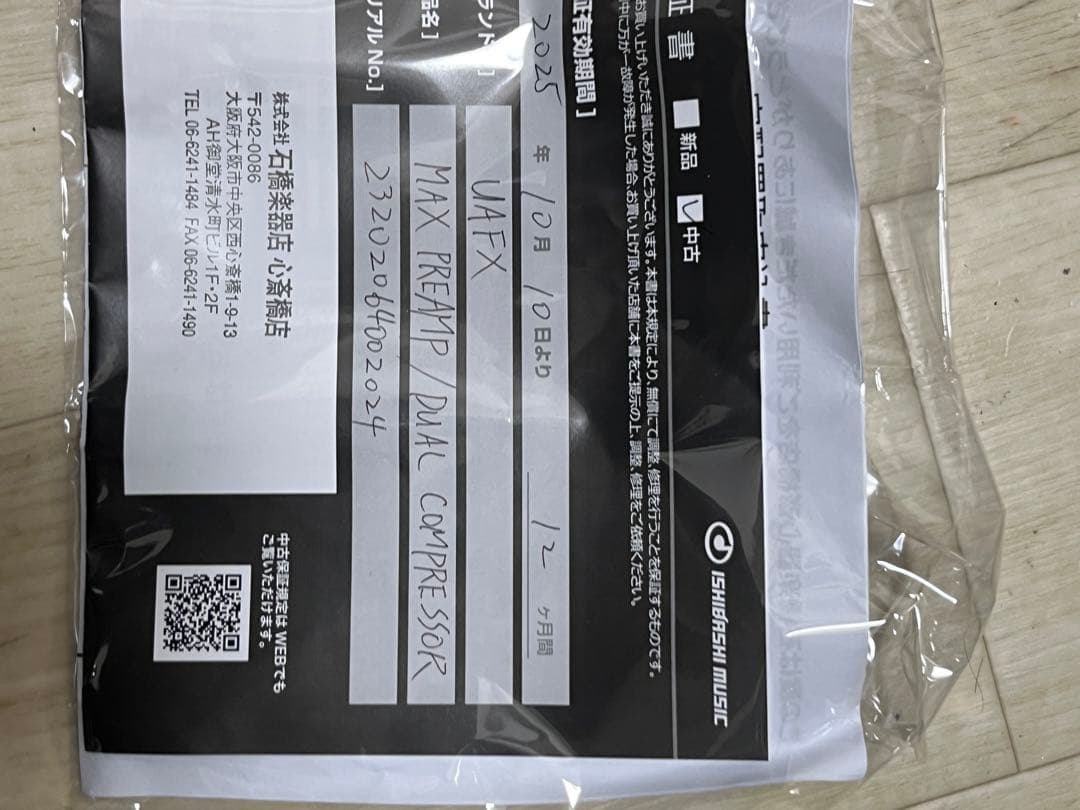 証書 新品 中古
お買い上げいただき誠にありがとうございます。本書は本規定により、無償にて調整、修理を行うことを保証するものです。
中に万が一故障が発生した場合、お買い上げ頂いた店舗に本書をご提示の上、調整、修理をご依頼ください。
ISHIBASHI MUSIC
証有効期間]
2025 年 10月 10日より 12 ヶ月間
ランド]
UAFX
品名]
MAX PREAMP / DUAL COMPRESSOR
リアル No.]
23202064002024
株式会社 石橋楽器店 心斎橋店
〒542-0086
大阪府大阪市中央区西心斎橋1-9-13
AH御堂清水町ビル1F・2F
TEL 06-6241-1484 FAX 06-6241-1490
中古保証規定は WEBでも
ご覧いただけます。